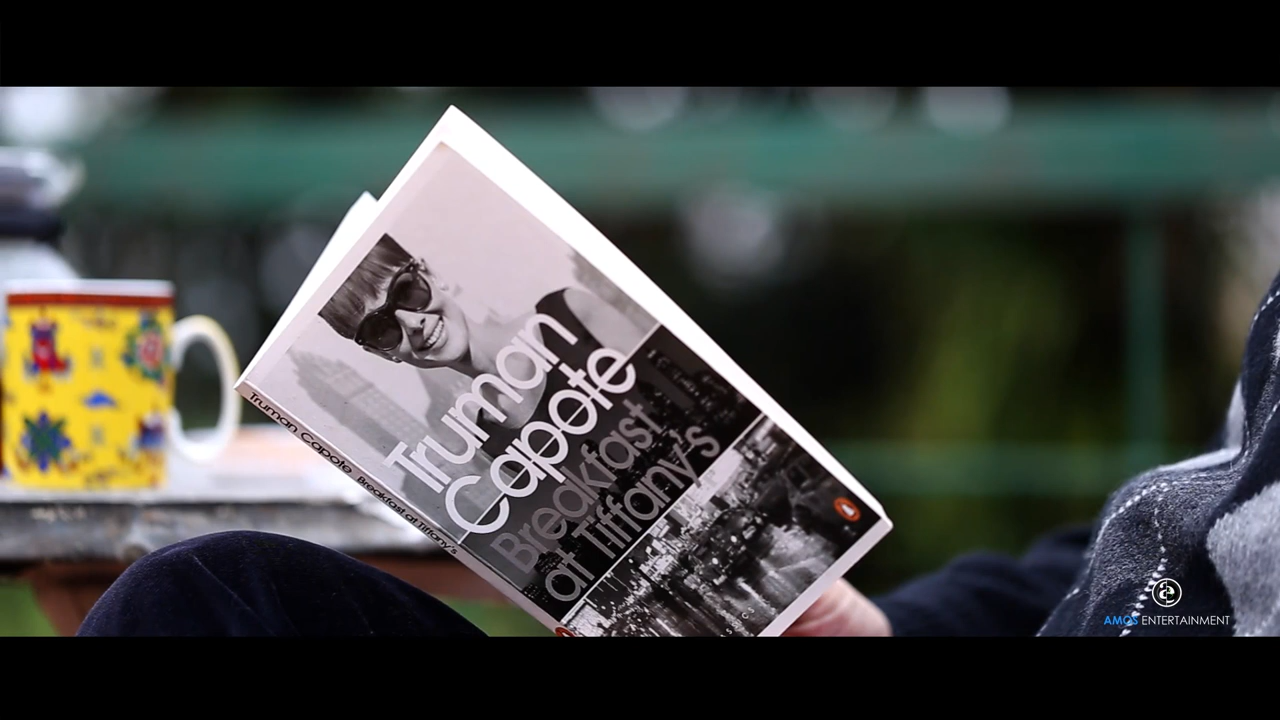 Truman
Capote
Breakfast
at Tiffany's
Truman Capote Breakfast at Tiffany's
AMOS ENTERTAINMENT